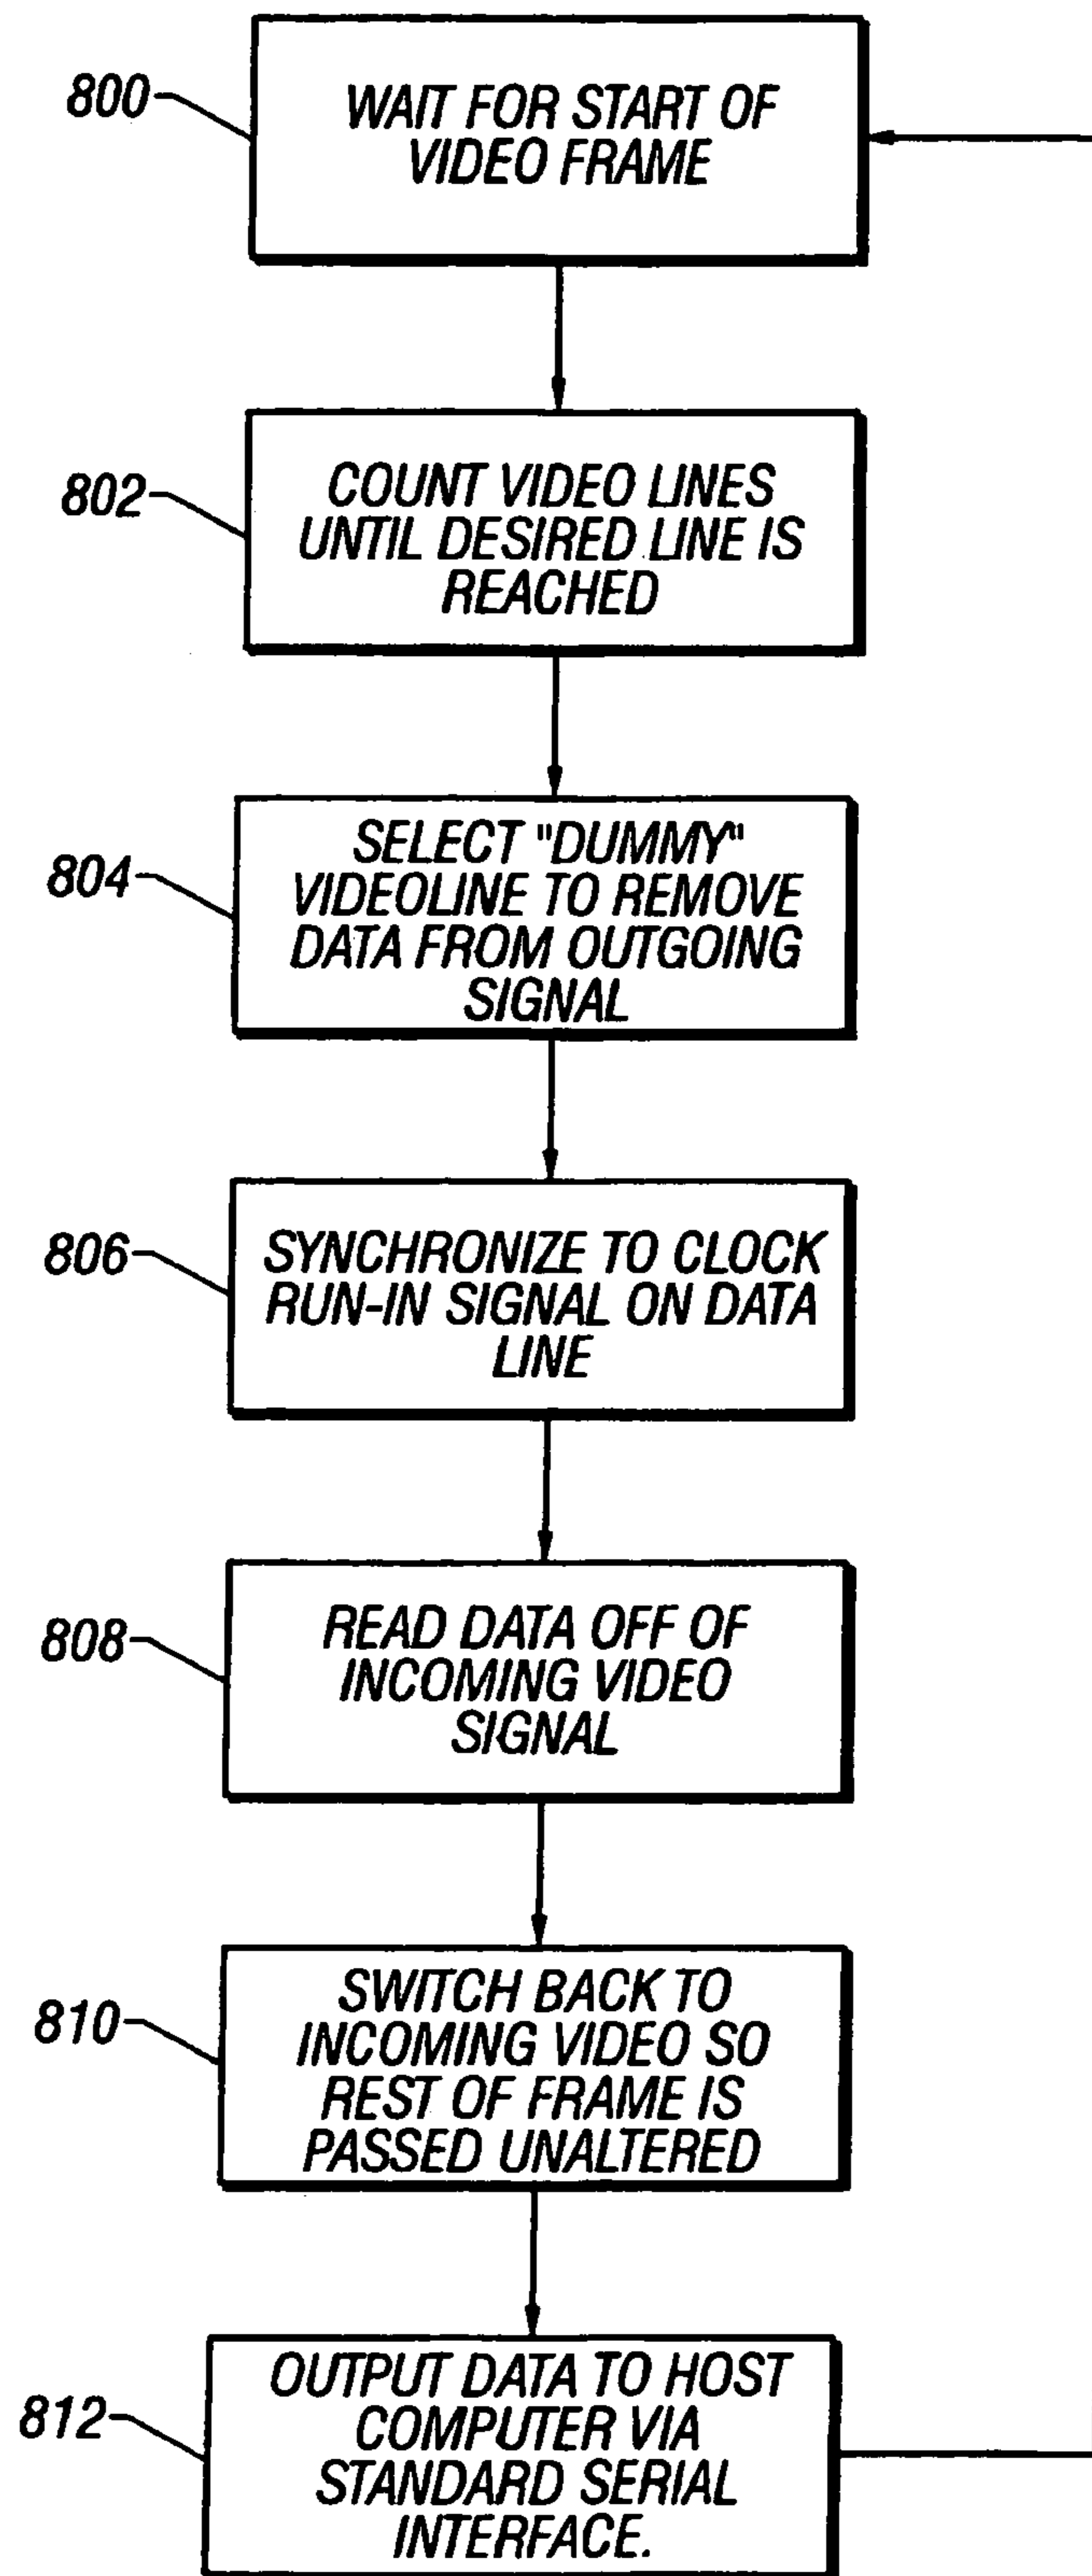 800
WAIT FOR START OF
VIDEO FRAME
802
COUNT VIDEO LINES
UNTIL DESIRED LINE IS
REACHED
804
SELECT "DUMMY"
VIDEOLINE TO REMOVE
DATA FROM OUTGOING
SIGNAL
806
SYNCHRONIZE TO CLOCK
RUN-IN SIGNAL ON DATA
LINE
808
READ DATA OFF OF
INCOMING VIDEO
SIGNAL
810
SWITCH BACK TO
INCOMING VIDEO SO
REST OF FRAME IS
PASSED UNALTERED
812
OUTPUT DATA TO HOST
COMPUTER VIA
STANDARD SERIAL
INTERFACE.